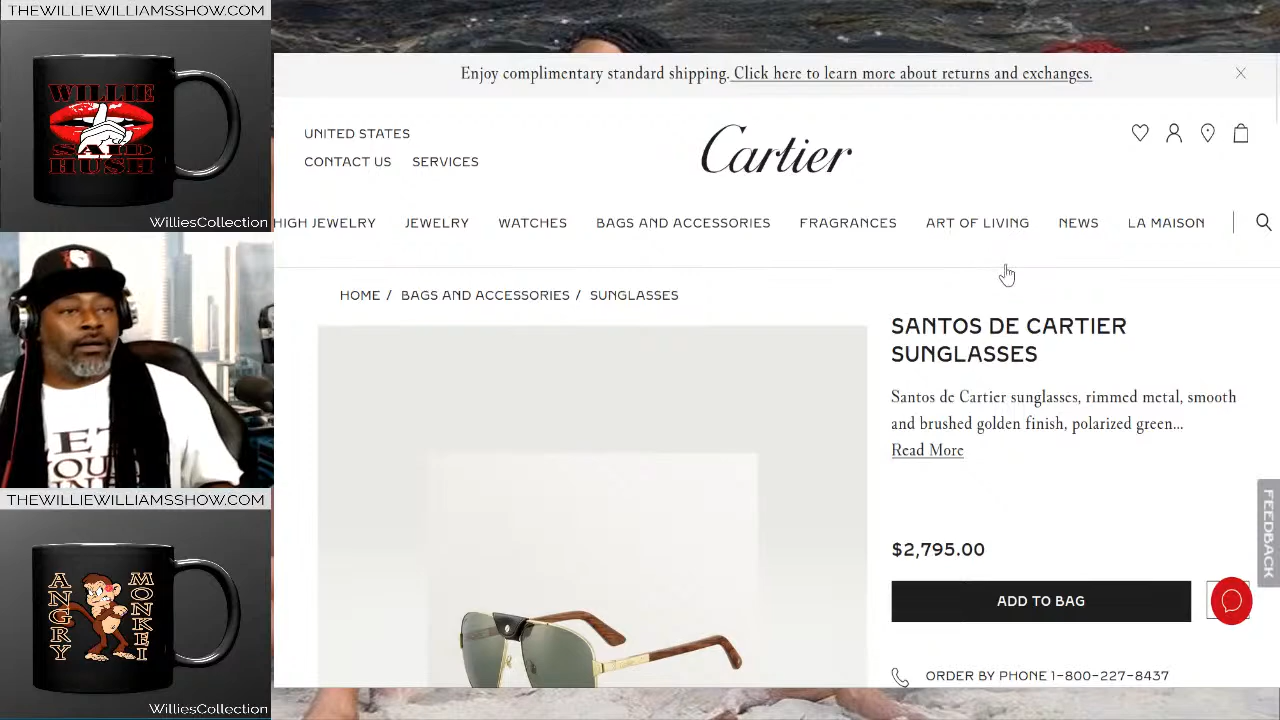 THEWILLIEWILLIAMSSHOW.COM
WILLIE
SAID
HUSH
WilliesCollection
THEWILLIEWILLIAMSSHOW.COM
ANGRY
MONKEI
WilliesCollection
Enjoy complimentary standard shipping. Click here to learn more about returns and exchanges.
UNITED STATES
CONTACT US SERVICES
Cartier
HIGH JEWELRY JEWELRY WATCHES BAGS AND ACCESSORIES FRAGRANCES ART OF LIVING NEWS LA MAISON
HOME / BAGS AND ACCESSORIES / SUNGLASSES
SANTOS DE CARTIER
SUNGLASSES
Santos de Cartier sunglasses, rimmed metal, smooth
and brushed golden finish, polarized green...
Read More
$2,795.00
ADD TO BAG
FEEDBACK
ORDER BY PHONE 1-800-227-8437